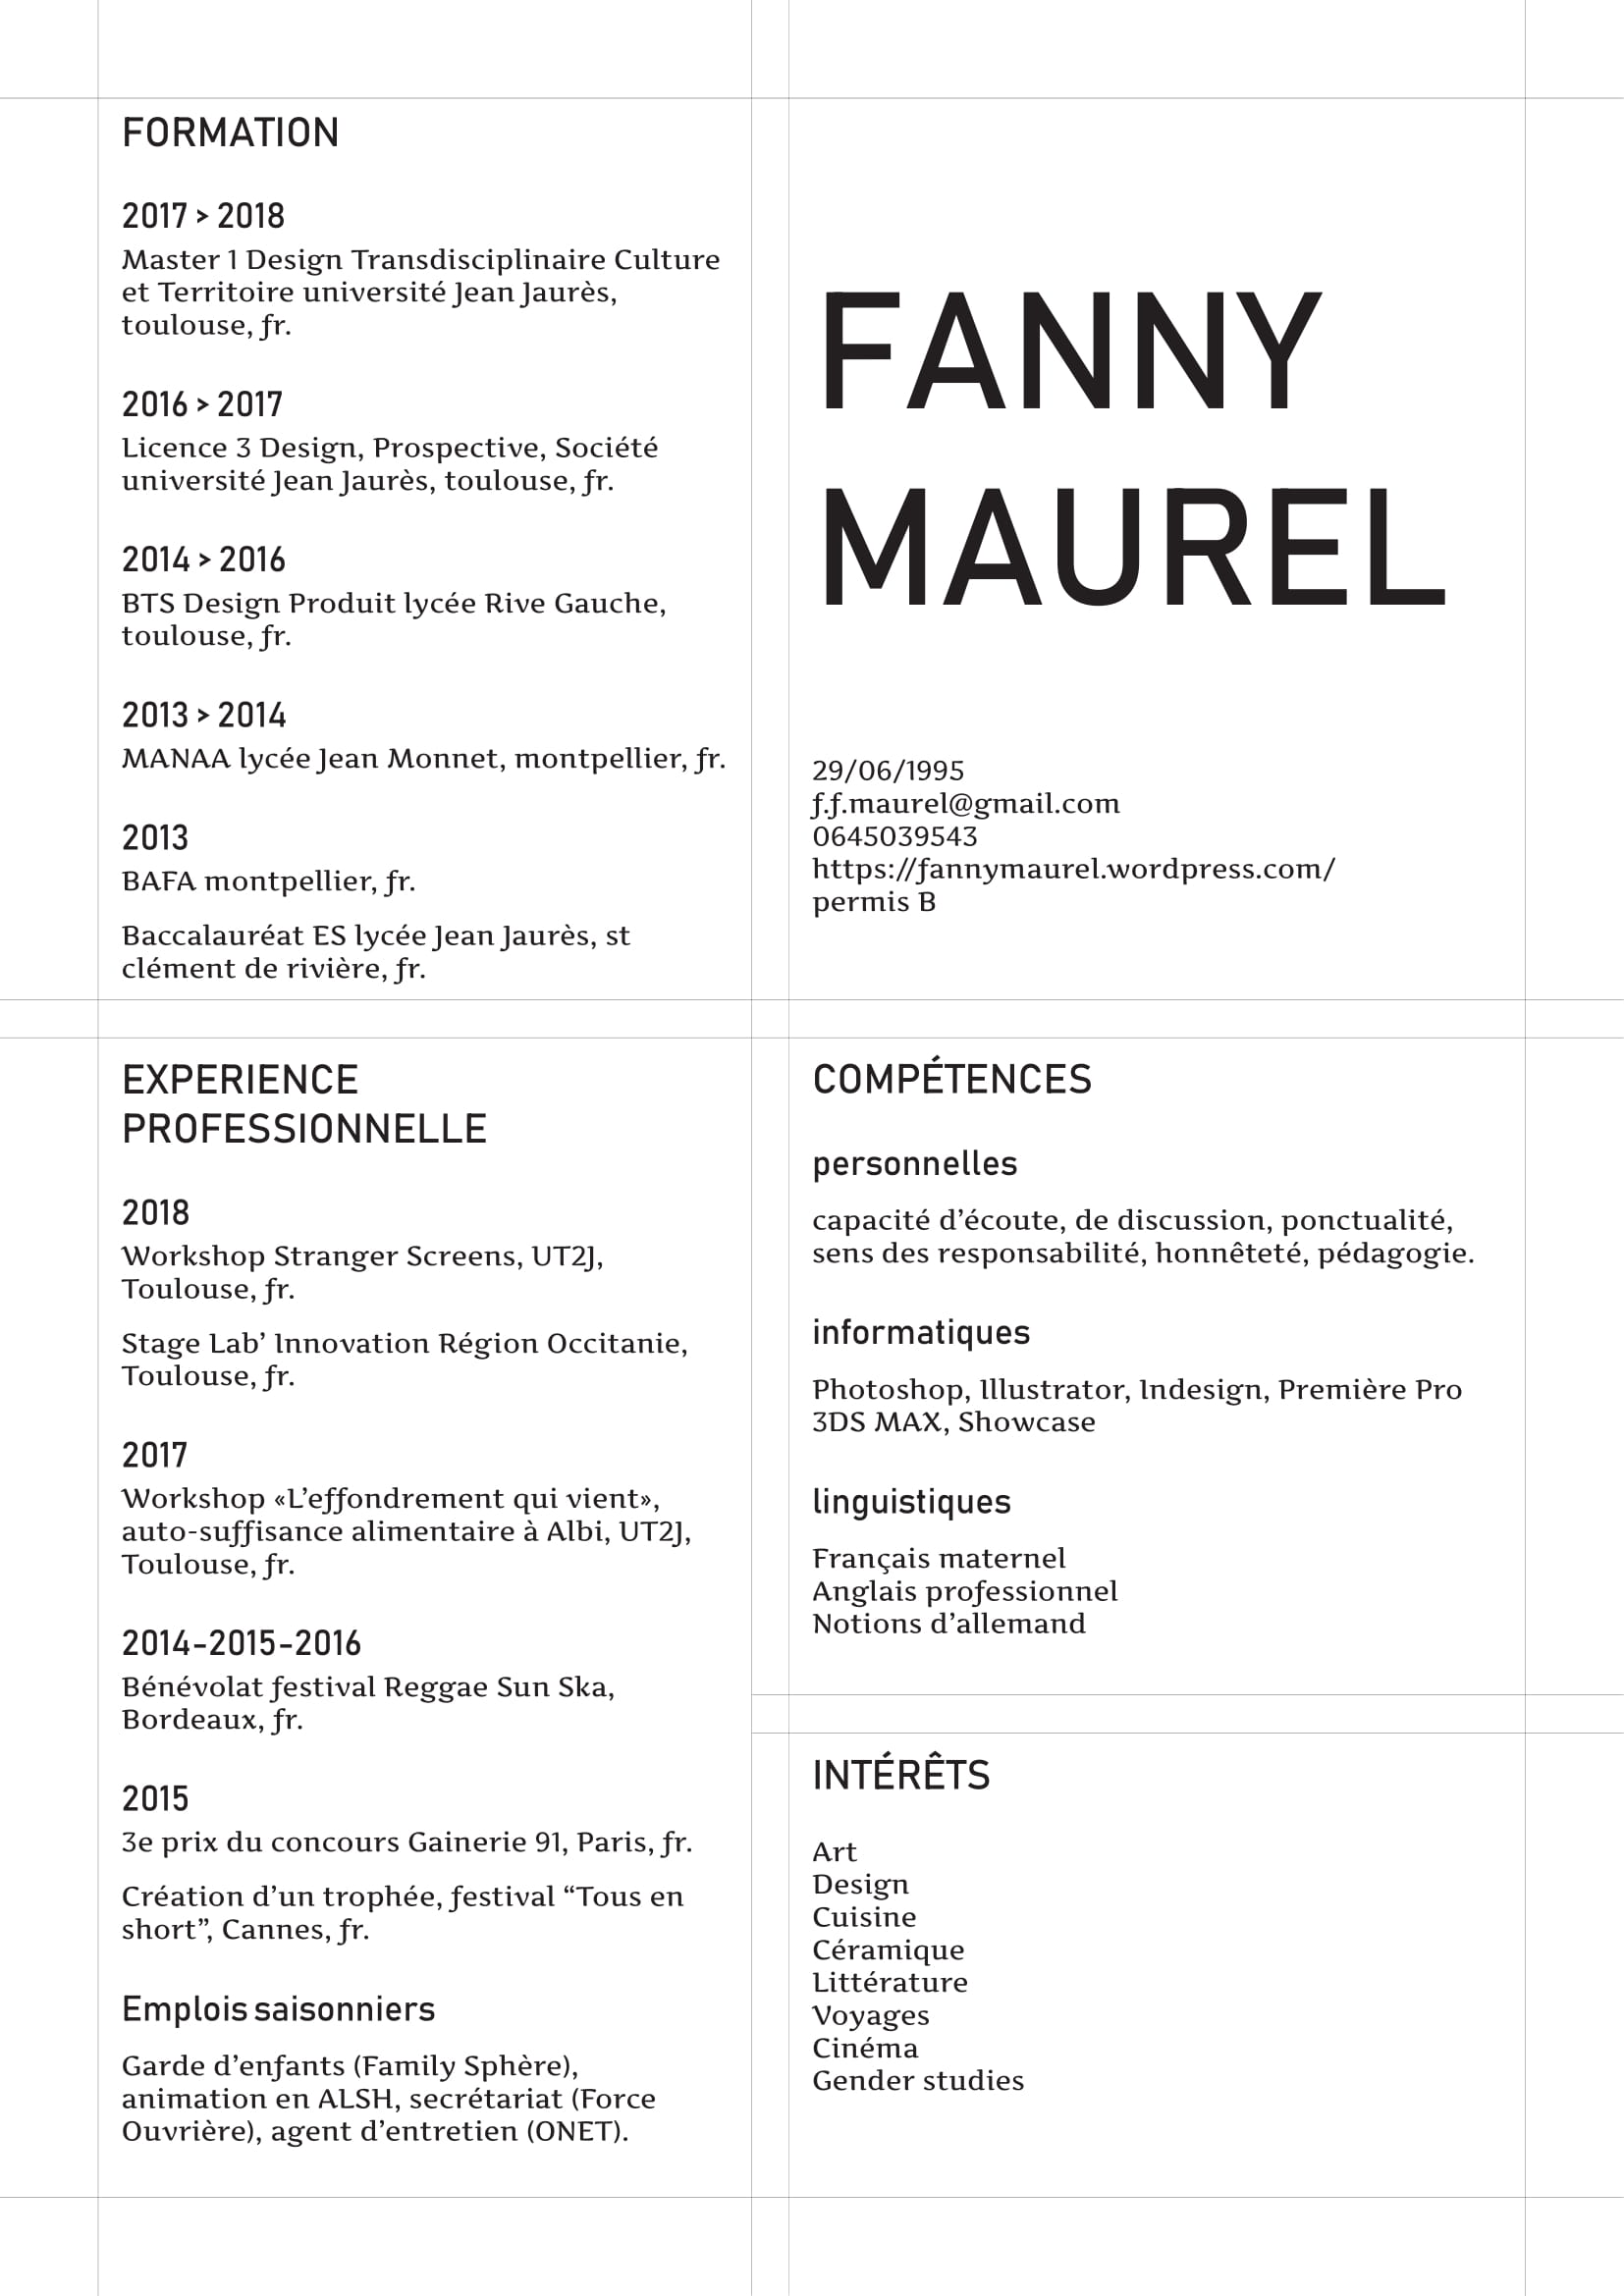 FORMATION
2017 > 2018
Master 1 Design Transdisciplinaire Culture
et Territoire université Jean Jaurès,
toulouse, fr.
2016 > 2017
Licence 3 Design, Prospective, Société
université Jean Jaurès, toulouse, fr.
2014 > 2016
BTS Design Produit lycée Rive Gauche,
toulouse, fr.
2013 > 2014
MANAA lycée Jean Monnet, montpellier, fr.
2013
BAFA montpellier, fr.
Baccalauréat ES lycée Jean Jaurès, st
clément de rivière, fr.
FANNY
MAUREL
29/06/1995
f.f.maurel@gmail.com
0645039543
https://fannymaurel.wordpress.com/
permis B
EXPERIENCE
PROFESSIONNELLE
2018
Workshop Stranger Screens, UT2J,
Toulouse, fr.
Stage Lab’ Innovation Région Occitanie,
Toulouse, fr.
2017
Workshop «L’effondrement qui vient»,
auto-suffisance alimentaire à Albi, UT2J,
Toulouse, fr.
2014-2015-2016
Bénévolat festival Reggae Sun Ska,
Bordeaux, fr.
2015
3e prix du concours Gainerie 91, Paris, fr.
Création d’un trophée, festival “Tous en
short”, Cannes, fr.
Emplois saisonniers
Garde d’enfants (Family Sphère),
animation en ALSH, secrétariat (Force
Ouvrière), agent d’entretien (ONET).
COMPÉTENCES
personnelles
capacité d’écoute, de discussion, ponctualité,
sens des responsabilité, honnêteté, pédagogie.
informatiques
Photoshop, Illustrator, Indesign, Première Pro
3DS MAX, Showcase
linguistiques
Français maternel
Anglais professionnel
Notions d’allemand
INTÉRÊTS
Art
Design
Cuisine
Céramique
Littérature
Voyages
Cinéma
Gender studies